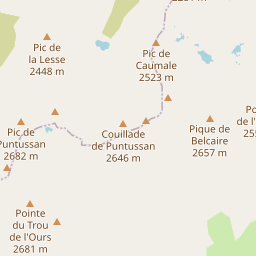 Pic de
la Lesse
2448 m
Pic de
Caumale
2523 m
Pic de
Puntussan
2682 m
Couillade
de Puntussan
2646 m
Pique de
Belcaire
2657 m
Pointe
du Trou
de l'Ours
2681 m